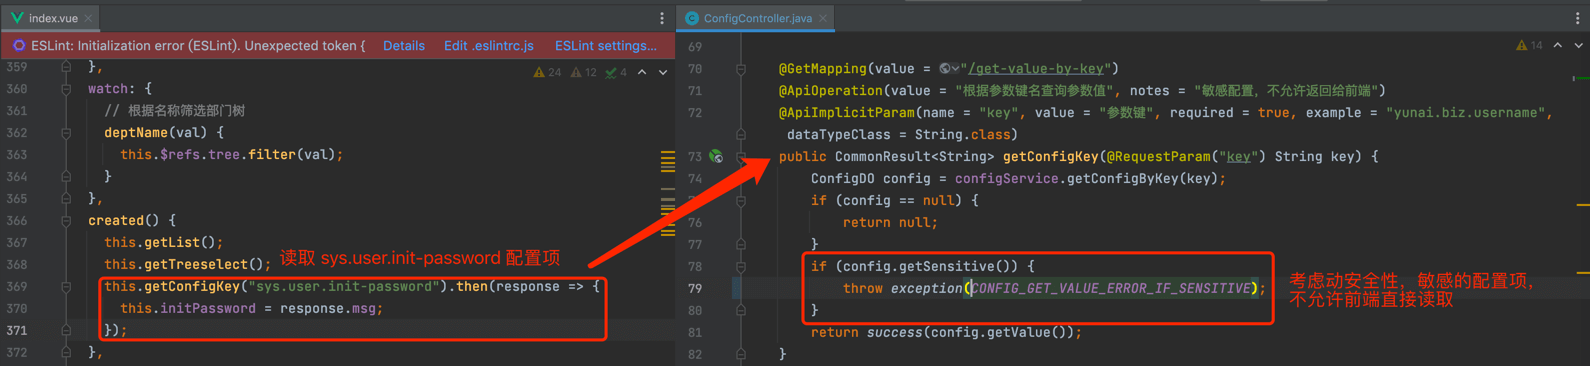 index.vue
ESLint: Initialization error (ESLint). Unexpected token { Details Edit .eslintrc.js ESLint settings...
24 12 4
359 },
360 watch: {
361 // 根据名称筛选部门树
362 deptName(val) {
363 this.$refs.tree.filter(val);
364 }
365 },
366 created() {
367 this.getList();
368 this.getTreeselect();
读取 sys.user.init-password 配置项
369 this.getConfigKey("sys.user.init-password").then(response => {
370 this.initPassword = response.msg;
371 });
372 },
ConfigController.java
14
69
70 @GetMapping(value = "/get-value-by-key")
71 @ApiOperation(value = "根据参数键名查询参数值", notes = "敏感配置，不允许返回给前端")
72 @ApiImplicitParam(name = "key", value = "参数键", required = true, example = "yunai.biz.username",
dataTypeClass = String.class)
73 public CommonResult<String> getConfigKey(@RequestParam("key") String key) {
74 ConfigDO config = configService.getConfigByKey(key);
if (config == null) {
76 return null;
77 }
78 if (config.getSensitive()) {
79 throw exception(CONFIG_GET_VALUE_ERROR_IF_SENSITIVE);
80 }
81 return success(config.getValue());
82 }
考虑动安全性，敏感的配置项，
不允许前端直接读取